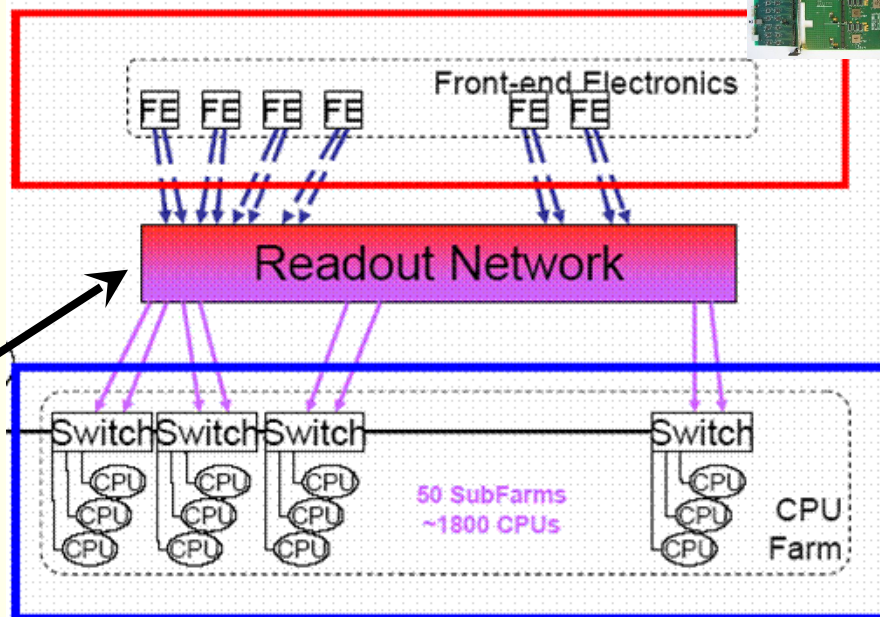 Front-end Electronics
FE FE FE FE FE FE
Readout Network
Switch Switch Switch Switch
CPU CPU CPU CPU
CPU CPU CPU CPU
CPU CPU CPU CPU
50 SubFarms
~1800 CPUs
CPU
Farm